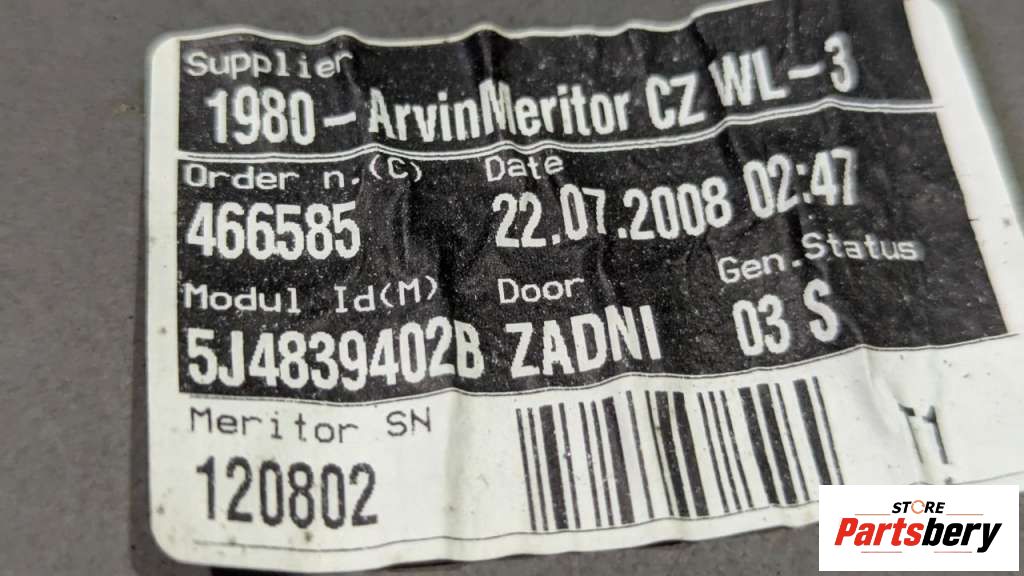 Supplier
1980-ArvinMeritor CZ WL-3
Order n.(C) Date
466585 22.07.2008 02:47
Modul Id(M) Door Gen.Status
5J4839402B ZADNI 03 S
Meritor SN
120802
STORE
Partsbery